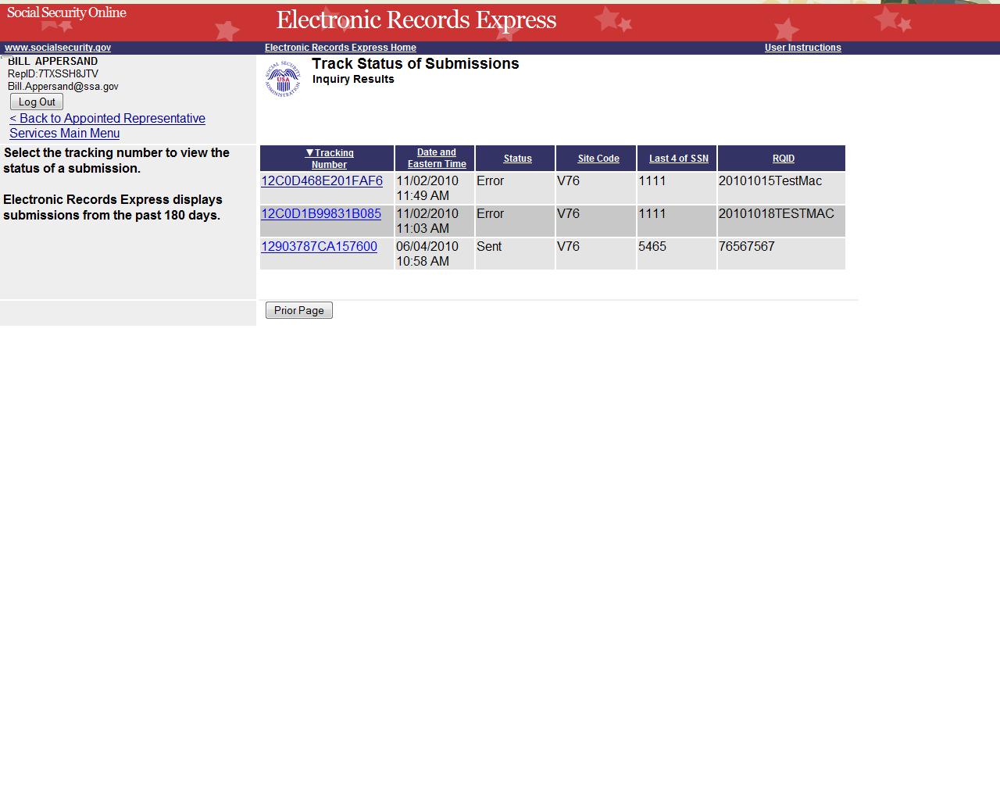 Social Security Online
Electronic Records Express
www.socialsecurity.gov
Electronic Records Express Home
User Instructions
BILL APPERSAND
RepID:7TXSSH8JTV
Bill.Appersand@ssa.gov
Log Out
< Back to Appointed Representative
Services Main Menu
SOCIAL SECURITY ADMINISTRATION
USA
Track Status of Submissions
Inquiry Results
Select the tracking number to view the
status of a submission.
Electronic Records Express displays
submissions from the past 180 days.
▼Tracking
Number
Date and
Eastern Time
Status
Site Code
Last 4 of SSN
RQID
12C0D468E201FAF6
11/02/2010
11:49 AM
Error
V76
1111
20101015TestMac
12C0D1B99831B085
11/02/2010
11:03 AM
Error
V76
1111
20101018TESTMAC
12903787CA157600
06/04/2010
10:58 AM
Sent
V76
5465
76567567
Prior Page